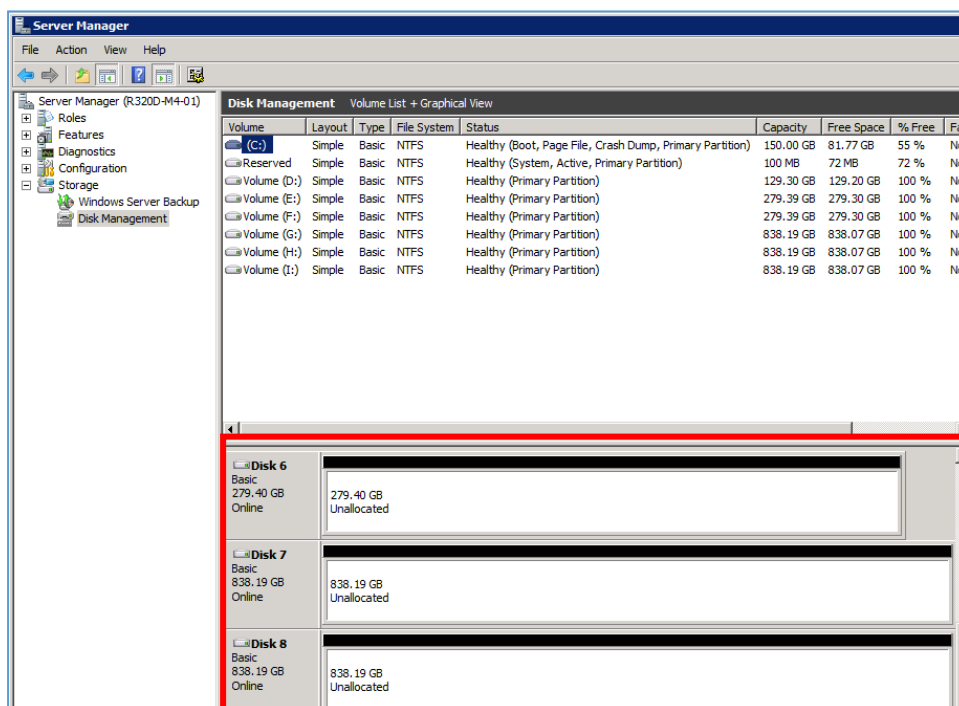 Server Manager
File Action View Help
Server Manager (R320D-M4-01)
Roles
Features
Diagnostics
Configuration
Storage
Windows Server Backup
Disk Management
Disk Management Volume List + Graphical View
Volume Layout Type File System Status Capacity Free Space % Free
(C:) Simple Basic NTFS Healthy (Boot, Page File, Crash Dump, Primary Partition) 150.00 GB 81.77 GB 55 %
Reserved Simple Basic NTFS Healthy (System, Active, Primary Partition) 100 MB 72 MB 72 %
Volume (D:) Simple Basic NTFS Healthy (Primary Partition) 129.30 GB 129.20 GB 100 %
Volume (E:) Simple Basic NTFS Healthy (Primary Partition) 279.39 GB 279.30 GB 100 %
Volume (F:) Simple Basic NTFS Healthy (Primary Partition) 279.39 GB 279.30 GB 100 %
Volume (G:) Simple Basic NTFS Healthy (Primary Partition) 838.19 GB 838.07 GB 100 %
Volume (H:) Simple Basic NTFS Healthy (Primary Partition) 838.19 GB 838.07 GB 100 %
Volume (I:) Simple Basic NTFS Healthy (Primary Partition) 838.19 GB 838.07 GB 100 %
Disk 6
Basic
279.40 GB
Online
279.40 GB
Unallocated
Disk 7
Basic
838.19 GB
Online
838.19 GB
Unallocated
Disk 8
Basic
838.19 GB
Online
838.19 GB
Unallocated